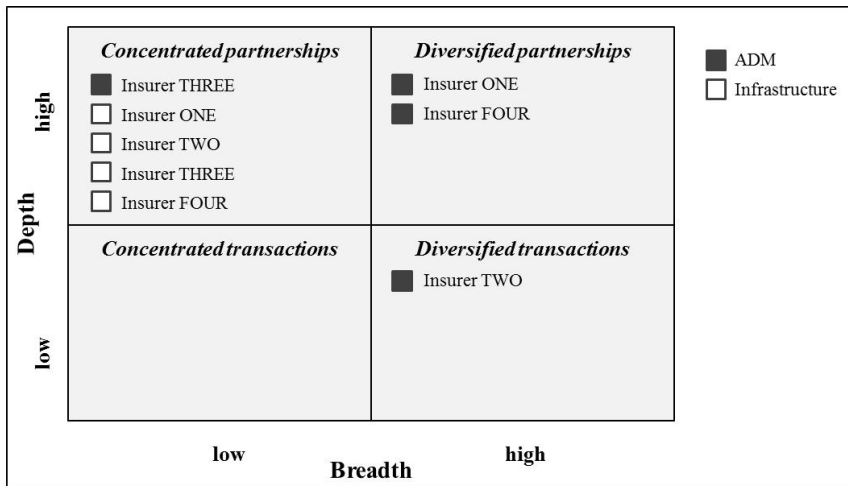 Concentrated partnerships
Insurer THREE
Insurer ONE
Insurer TWO
Insurer THREE
Insurer FOUR
Diversified partnerships
Insurer ONE
Insurer FOUR
ADM
Infrastructure
high
Depth
low
Concentrated transactions
Diversified transactions
Insurer TWO
low
high
Breadth